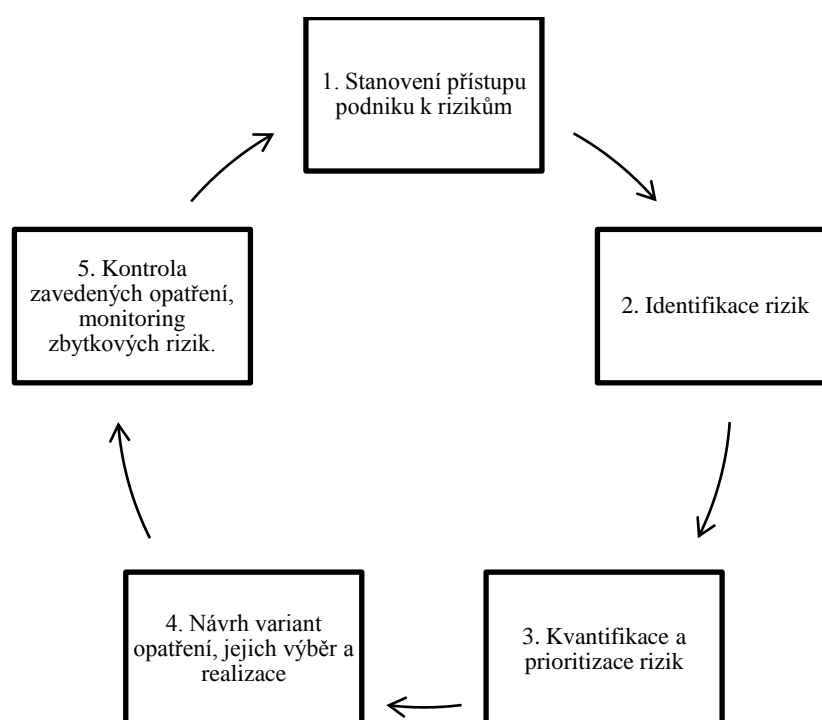 1. Stanovení přístupu
podniku k rizikům
2. Identifikace rizik
3. Kvantifikace a
prioritizace rizik
4. Návrh variant
opatření, jejich výběr a
realizace
5. Kontrola
zavedených opatření,
monitoring
zbytkových rizik.